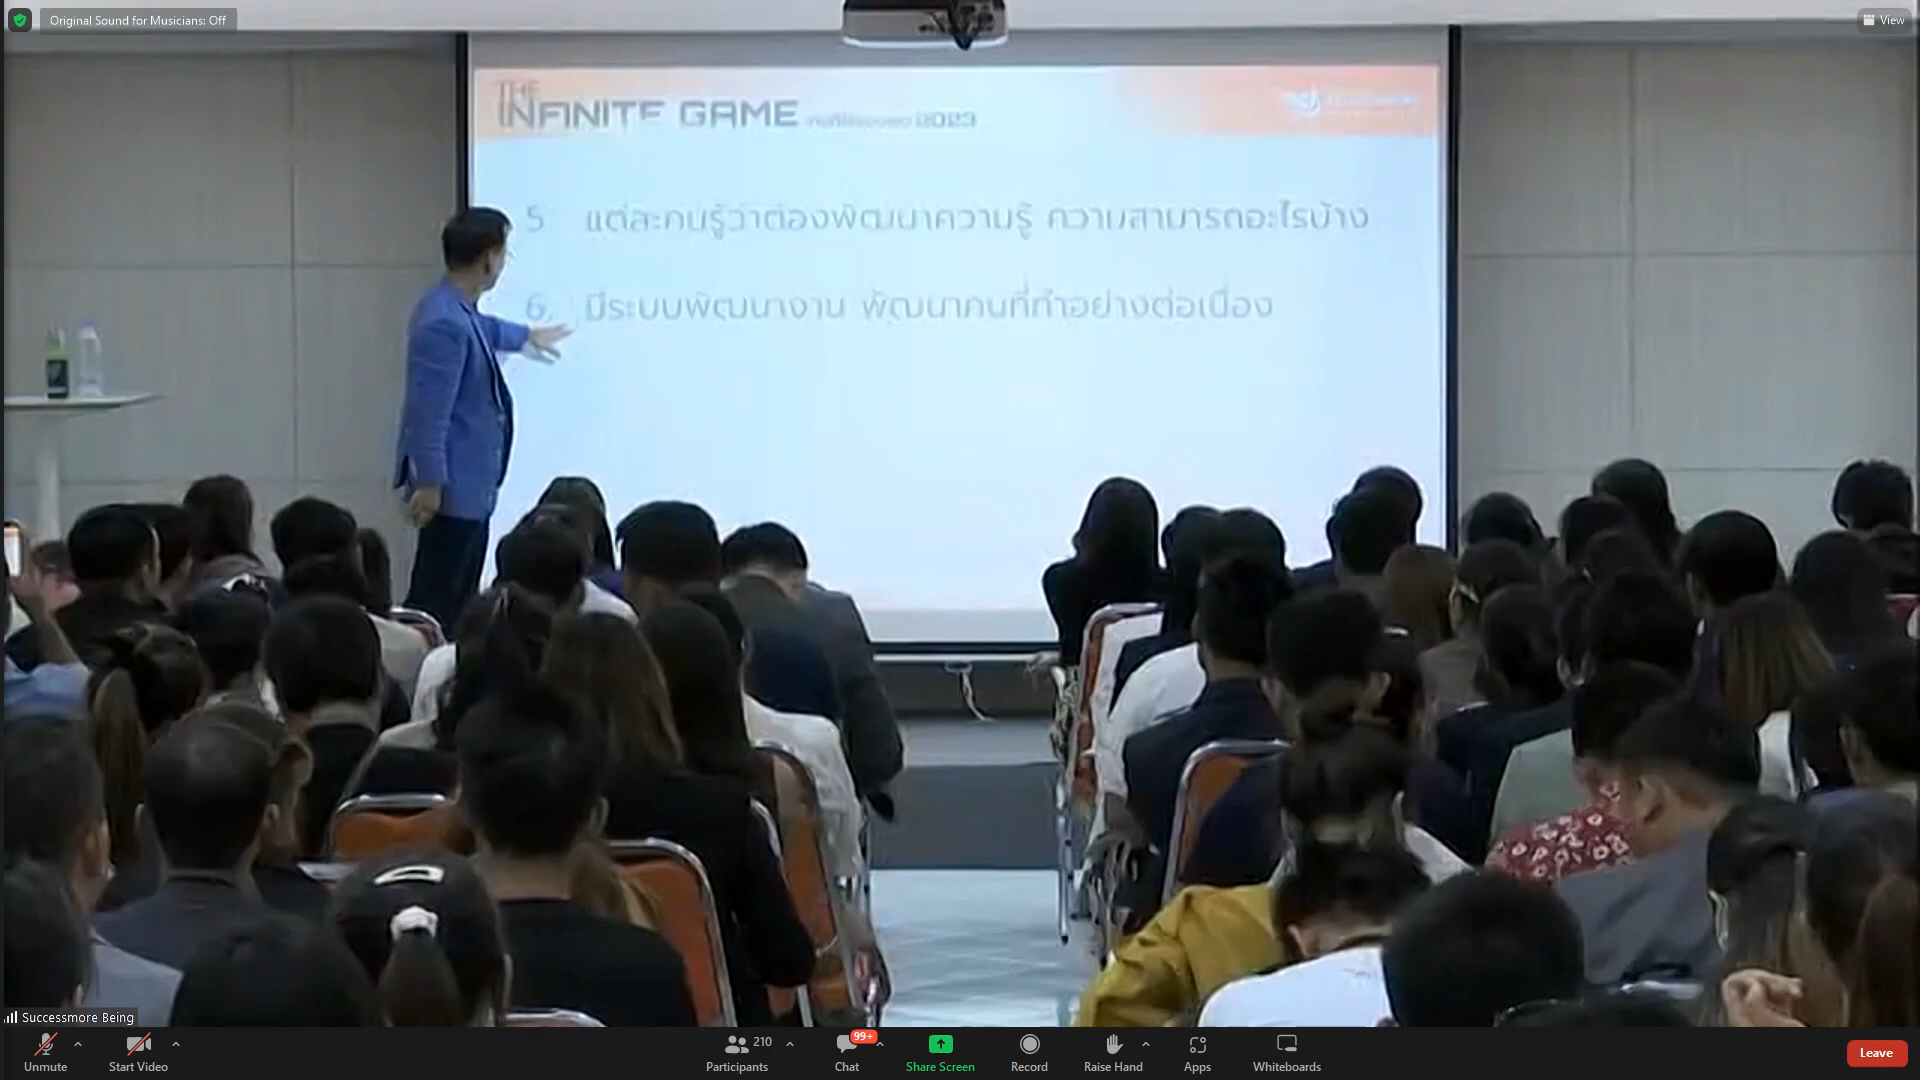 Original Sound for Musicians: Off
View
THE
INFINITE GAME 2023
5 แต่ละคนรู้ว่าต้องพัฒนาความรู้ ความสามารถอะไรบ้าง
6. มีระบบพัฒนางาน พัฒนาคนที่ทำอย่างต่อเนื่อง
Successmore Being
Unmute
Start Video
210
Participants
99+
Chat
Share Screen
Record
Raise Hand
Apps
Whiteboards
Leave